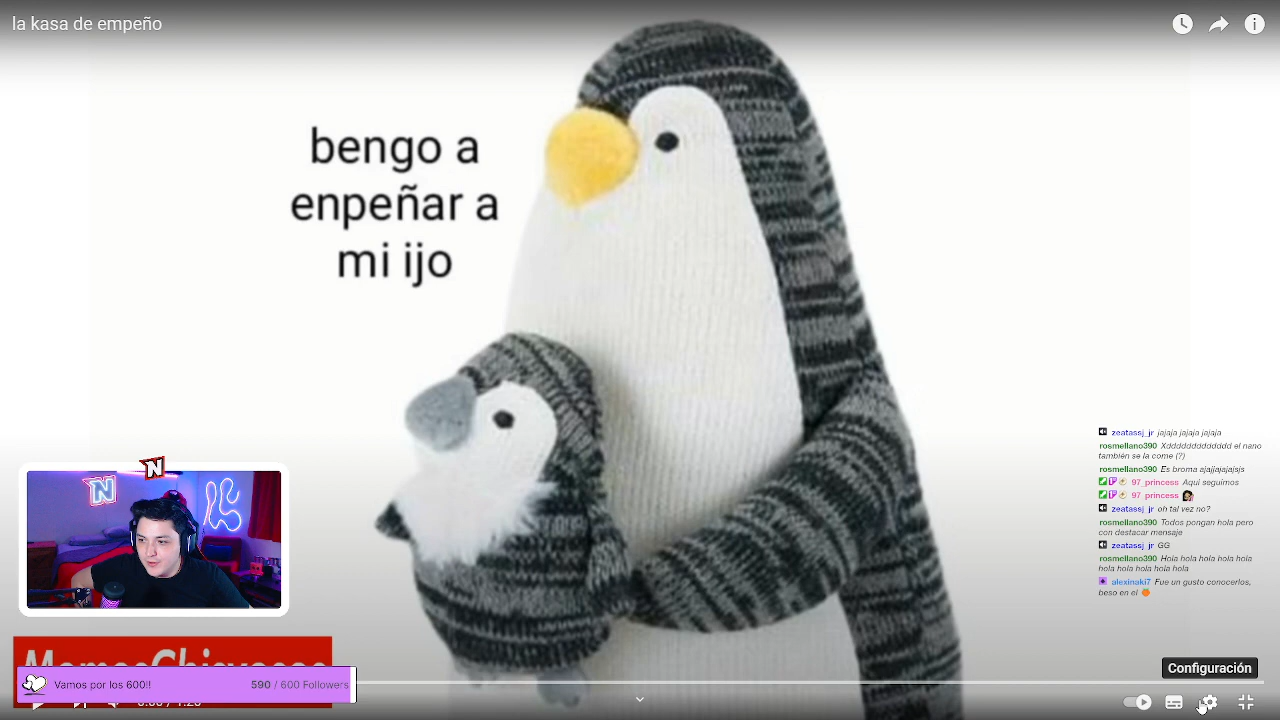 la kasa de empeño
bengo a
enpeñar a
mi ijo
zeatassj_jr jajaja jajaja jajaja
rosmellano390 Xdddddddddddd el nano
también se la come (?)
rosmellano390 Es broma ajajjajajajsjs
97_princess Aqui seguimos
97_princess
zeatassj_jr oh tal vez no?
rosmellano390 Todos pongan hola pero
con destacar mensaje
zeatassj_jr GG
rosmellano390 Hola hola hola hola hola
hola hola hola hola hola
alexinaki7 Fue un gusto conocerlos,
beso en el
N
N
Vamos por los 600!!
590 / 600 Followers
Configuración